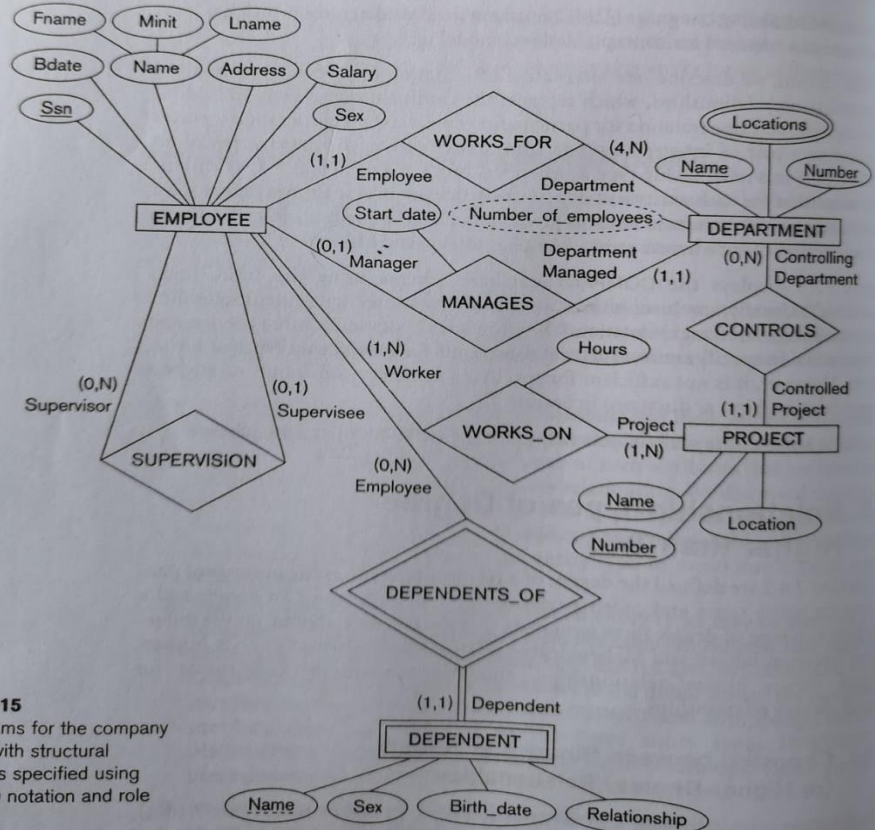 Fname Minit Lname
Bdate Name Address Salary
Ssn Sex
WORKS_FOR
(1,1)
Employee
(4,N)
Department
Locations
Name Number
EMPLOYEE
Start_date Number_of_employees
DEPARTMENT
(0,1)
Manager
Department
Managed
(1,1)
MANAGES
(0,N) Controlling
Department
CONTROLS
Hours
(1,N)
Worker
(0,N)
Supervisor
(0,1)
Supervisee
SUPERVISION
WORKS_ON
Project
(1,N)
Controlled
(1,1) Project
PROJECT
(0,N)
Employee
Name
Location
Number
DEPENDENTS_OF
15
ms for the company
with structural
s specified using
notation and role
(1,1) Dependent
DEPENDENT
Name Sex Birth_date Relationship